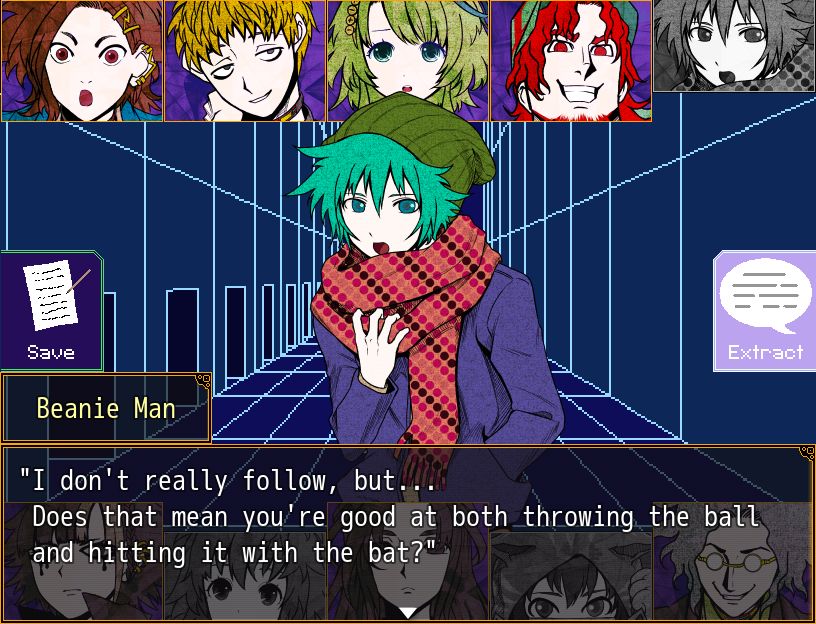 Save
Extract
Beanie Man
"I don't really follow, but...
Does that mean you're good at both throwing the ball
and hitting it with the bat?"